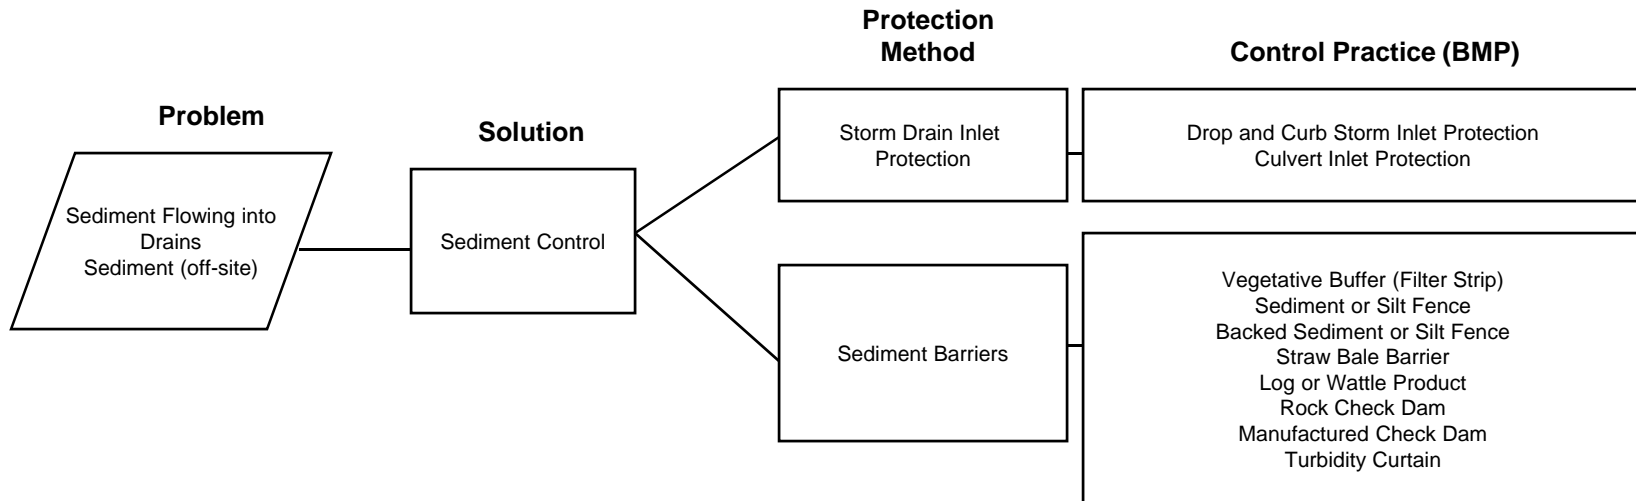 Problem
Sediment Flowing into
Drains
Sediment (off-site)
Solution
Sediment Control
Protection
Method
Storm Drain Inlet
Protection
Sediment Barriers
Control Practice (BMP)
Drop and Curb Storm Inlet Protection
Culvert Inlet Protection
Vegetative Buffer (Filter Strip)
Sediment or Silt Fence
Backed Sediment or Silt Fence
Straw Bale Barrier
Log or Wattle Product
Rock Check Dam
Manufactured Check Dam
Turbidity Curtain